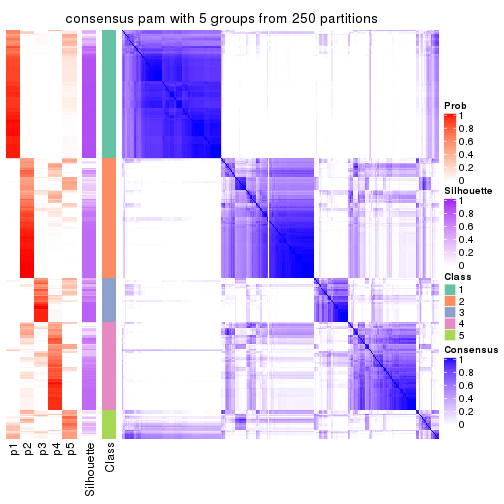 consensus pam with 5 groups from 250 partitions
Prob
1
0.8
0.6
0.4
0.2
0
Silhouette
1
0.8
0.6
0.4
0.2
0
Class
1
2
3
4
5
Consensus
1
0.8
0.6
0.4
0.2
0
p1
p2
p3
p4
p5
Silhouette
Class